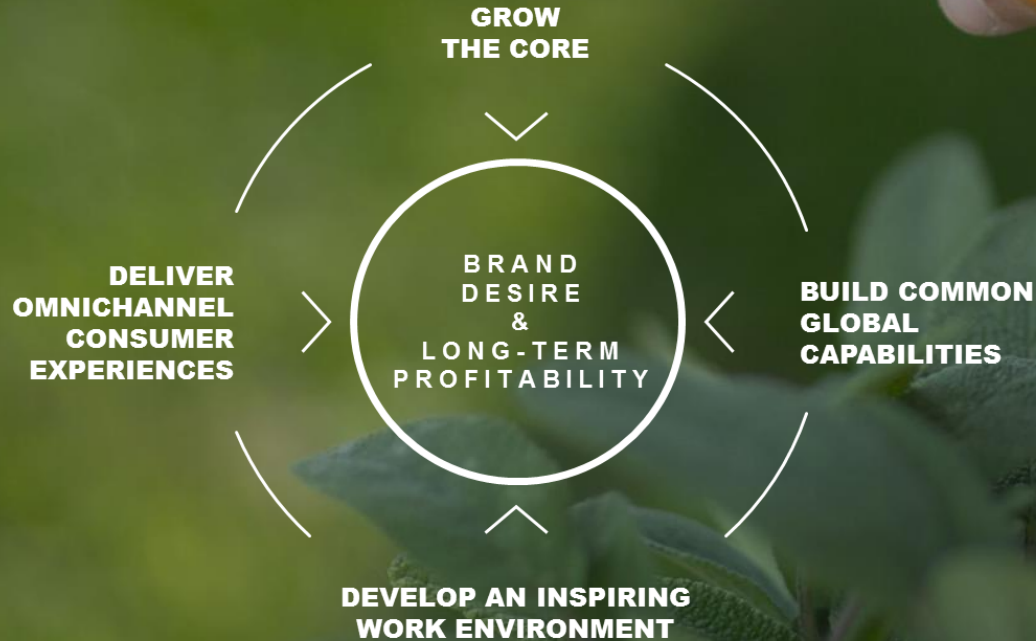 GROW
THE CORE
BRAND
DESIRE
&
LONG-TERM
PROFITABILITY
DELIVER
OMNICHANNEL
CONSUMER
EXPERIENCES
BUILD COMMON
GLOBAL
CAPABILITIES
DEVELOP AN INSPIRING
WORK ENVIRONMENT